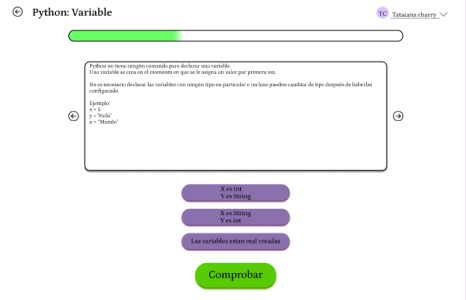 Python: Variable
TC Tataiana charry
Python no tiene ningún comando para declarar una variable.
Una variable se crea en el momento en que se le asigna un valor por primera vez.
No es necesario declarar las variables con ningún tipo en particular e incluso pueden cambiar de tipo después de haberlas
configurado.
Ejemplo:
x = 5
y = "Hola"
x = "Mundo"
X es int
Y es String
X es String
Y es int
Las variables estan mal creadas
Comprobar